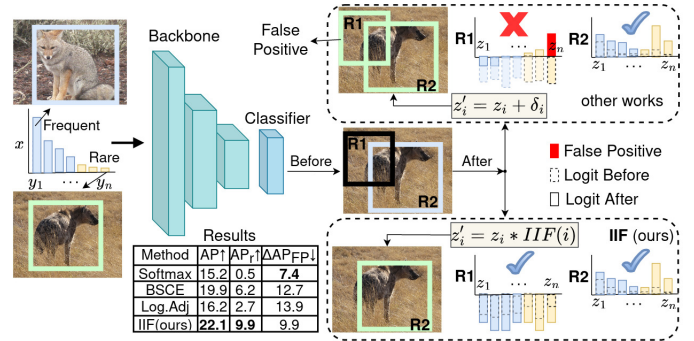 Backbone
Classifier
Frequent
Rare
x
y₁ ··· yₙ
Before
After
R1
R2
False
Positive
R1
R2
z'ᵢ = zᵢ + δᵢ
R1
z₁ ··· zₙ
R2
z₁ ··· zₙ
other works
False Positive
Logit Before
Logit After
z'ᵢ = zᵢ * IIF(i)
IIF (ours)
R2
R1
z₁ ··· zₙ
R2
z₁ ··· zₙ
Results
Method AP↑ APr↑ ΔAPFP↓
Softmax 15.2 0.5 7.4
BSCE 19.9 6.2 12.7
Log.Adj 16.2 2.7 13.9
IIF(ours) 22.1 9.9 9.9